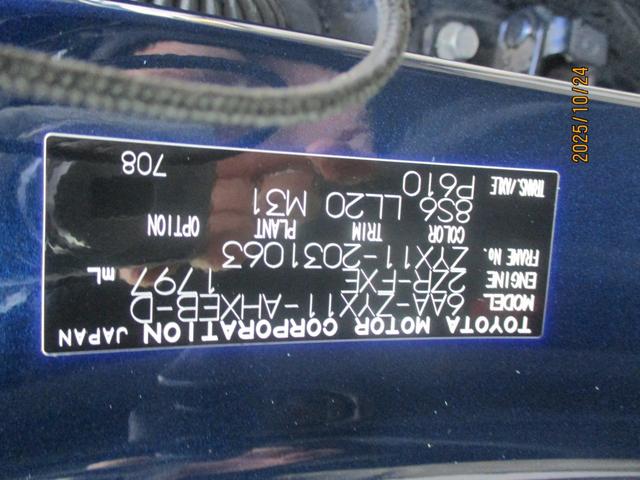 TOYOTA MOTOR CORPORATION JAPAN
MODEL 6AA-ZYX11-AHXEB-D
ENGINE 2ZR-FXE 1797 mL
FRAME No. ZYX11-2031063
COLOR TRIM PLANT OPTION
8S6 LL20 M31
TRANS./AXLE P610
708
2025/10/24